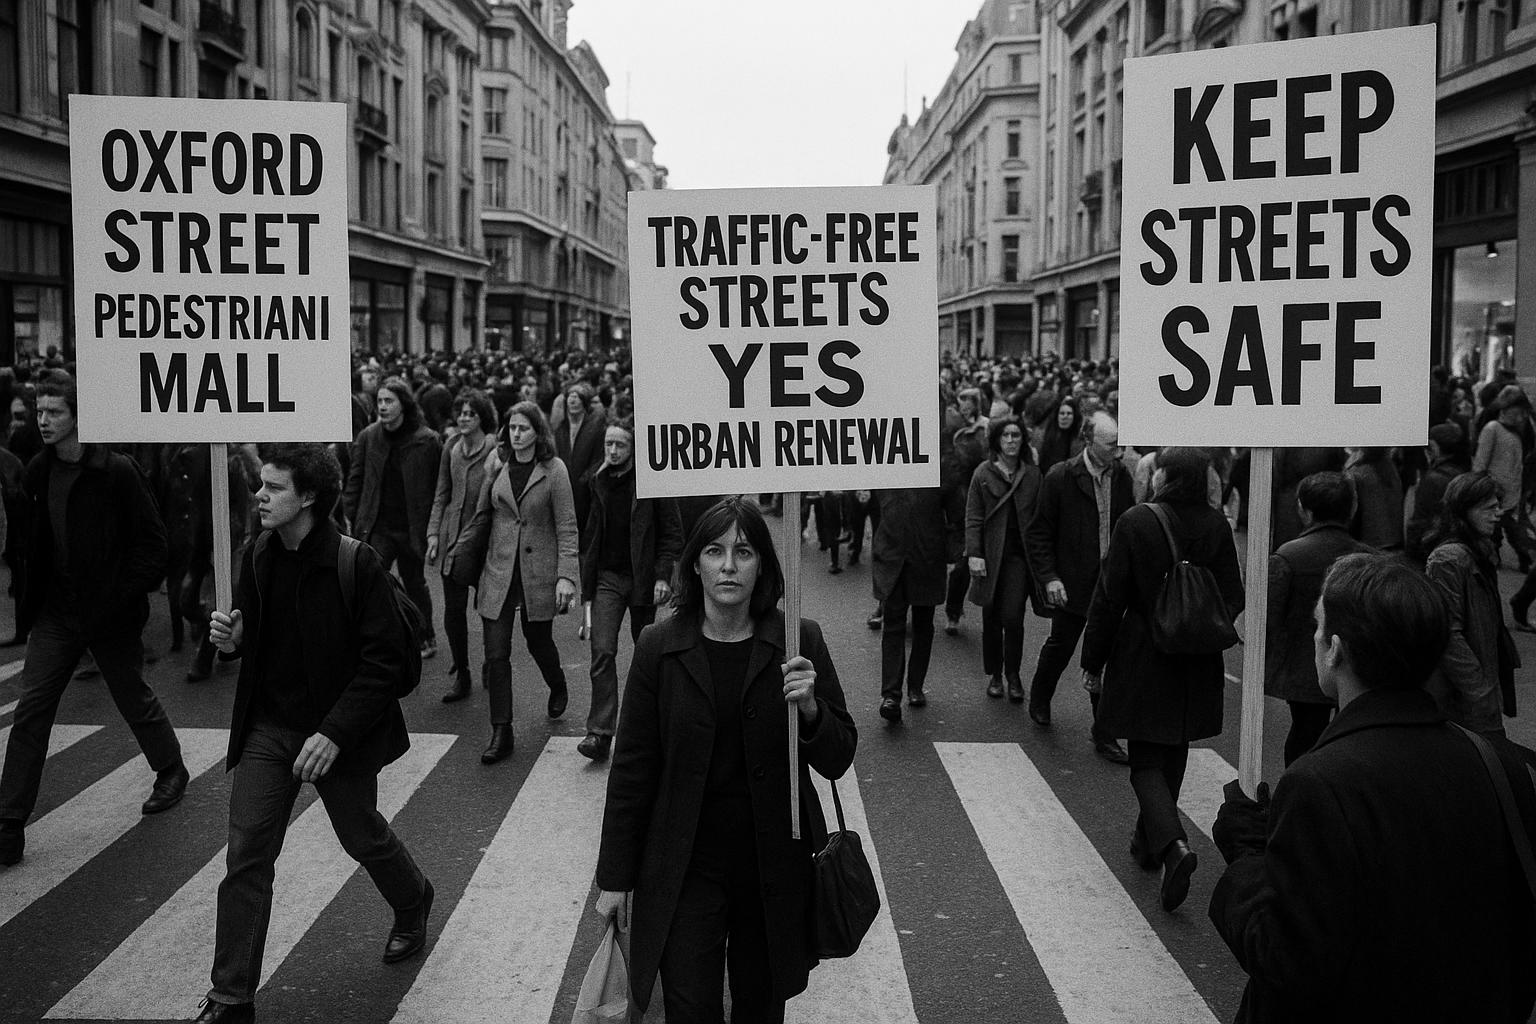 OXFORD
STREET
PEDESTRIANI
MALL
TRAFFIC-FREE
STREETS
YES
URBAN RENEWAL
KEEP
STREETS
SAFE